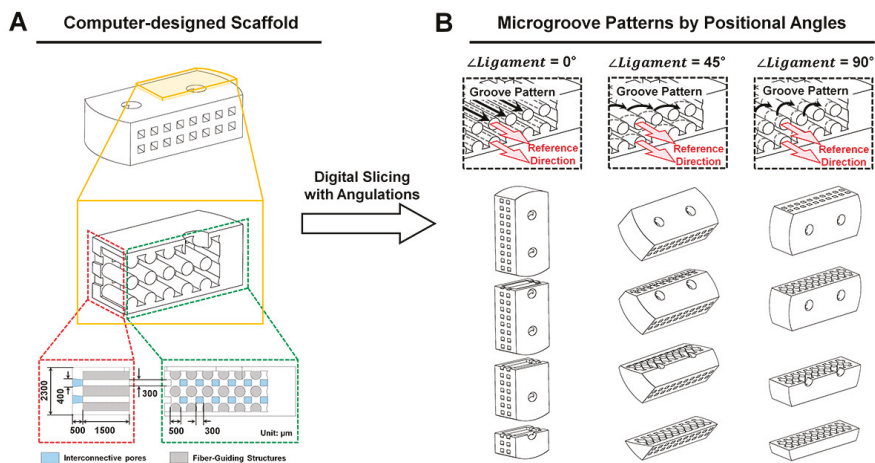 A
Computer-designed Scaffold
2300
400
300
500
1500
500
300
Unit: μm
Interconnective pores
Fiber-Guiding Structures
Digital Slicing
with Angulations
B
Microgroove Patterns by Positional Angles
∠Ligament = 0°
∠Ligament = 45°
∠Ligament = 90°
Groove Pattern
Reference
Direction
Groove Pattern
Reference
Direction
Groove Pattern
Reference
Direction